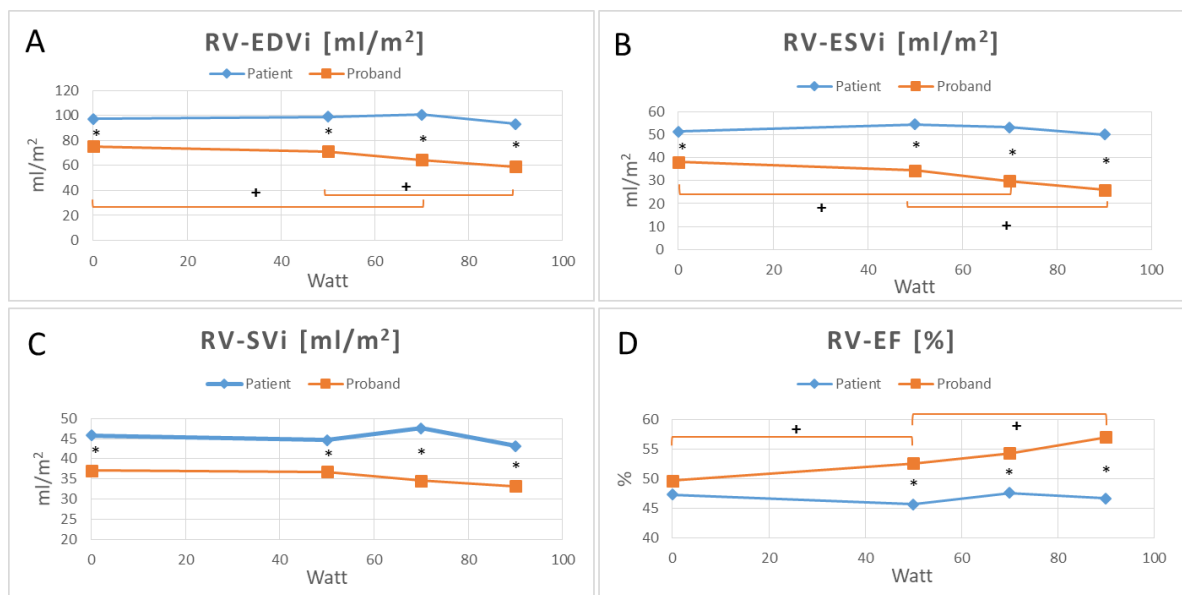 A
RV-EDVi [ml/m²]
Patient Proband
120
100
80
60
40
20
0
ml/m²
* * * *
+ +
0 20 40 60 80 100
Watt
B
RV-ESVi [ml/m²]
Patient Proband
60
50
40
30
20
10
0
ml/m²
* * * *
+ +
0 20 40 60 80 100
Watt
C
RV-SVi [ml/m²]
Patient Proband
50
45
40
35
30
25
20
ml/m²
* * * *
0 20 40 60 80 100
Watt
D
RV-EF [%]
Patient Proband
60
55
50
45
40
%
+ +
* * *
0 20 40 60 80 100
Watt